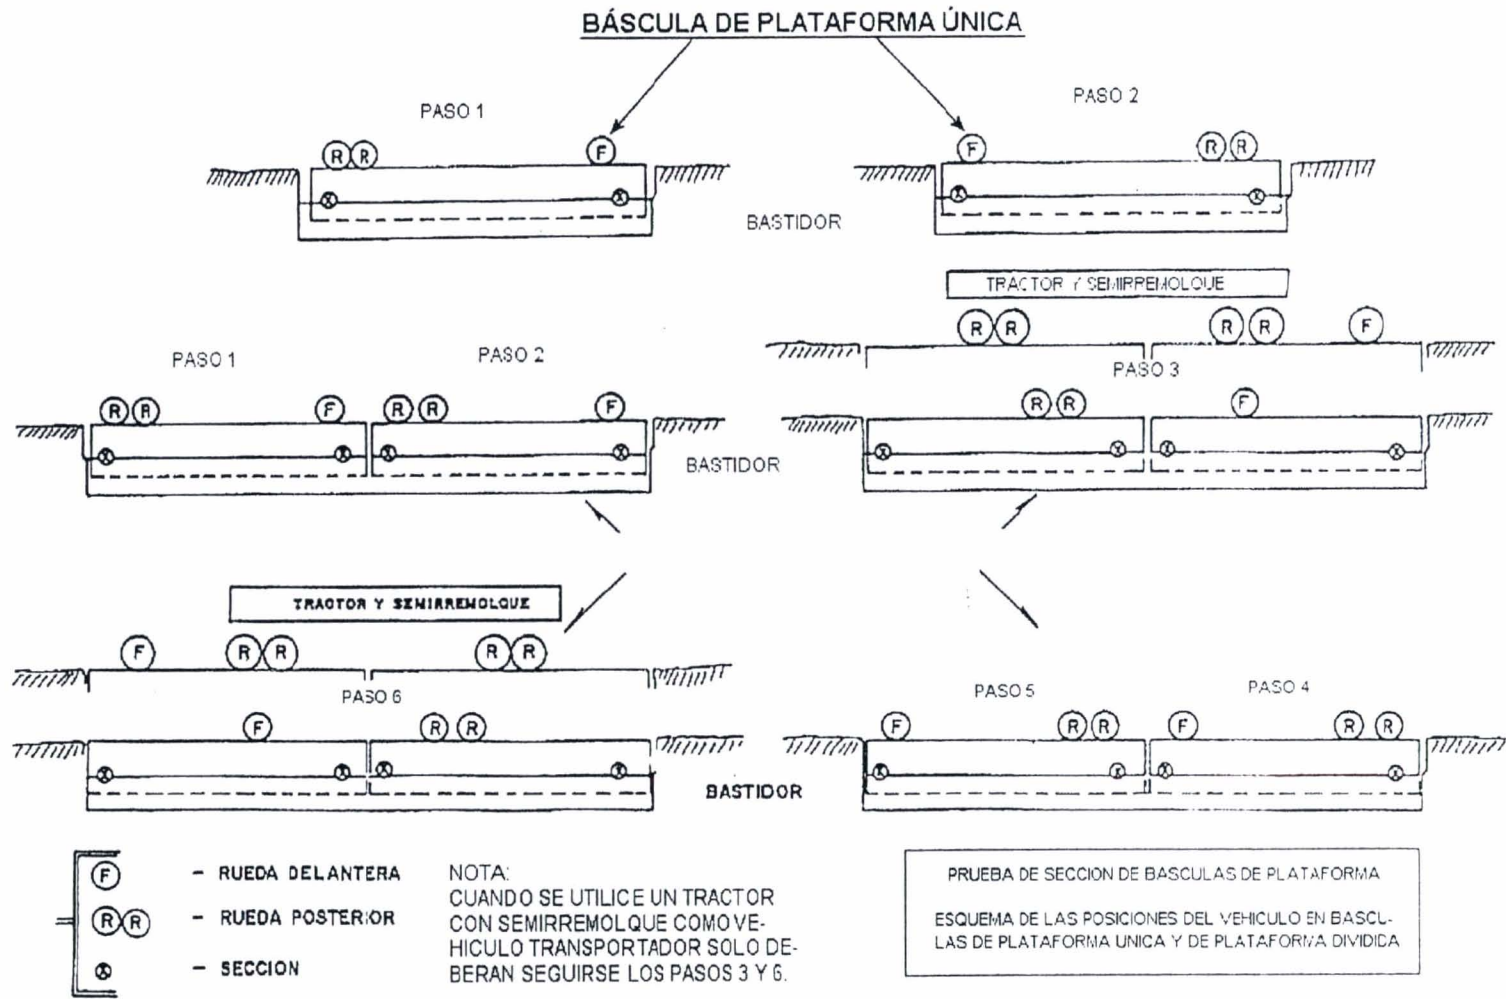 BÁSCULA DE PLATAFORMA ÚNICA
PASO 1
PASO 2
R R F
F R R
X X
X X
BASTIDOR
TRACTOR Y SEMIRREMOLQUE
R R R R F
PASO 1
PASO 2
PASO 3
R R F R R F
R R F
X X X X
X X X X
BASTIDOR
TRACTOR Y SEMIRREMOLQUE
F R R R R
PASO 6
PASO 5
PASO 4
F R R
F R R F R R
X X X X
X X X X
BASTIDOR
F - RUEDA DELANTERA
R R - RUEDA POSTERIOR
X - SECCION
NOTA:
CUANDO SE UTILICE UN TRACTOR
CON SEMIRREMOLQUE COMO VE-
HICULO TRANSPORTADOR SOLO DE-
BERAN SEGUIRSE LOS PASOS 3 Y 6.
PRUEBA DE SECCION DE BASCULAS DE PLATAFORMA
ESQUEMA DE LAS POSICIONES DEL VEHICULO EN BASCU-
LAS DE PLATAFORMA UNICA Y DE PLATAFORMA DIVIDIDA